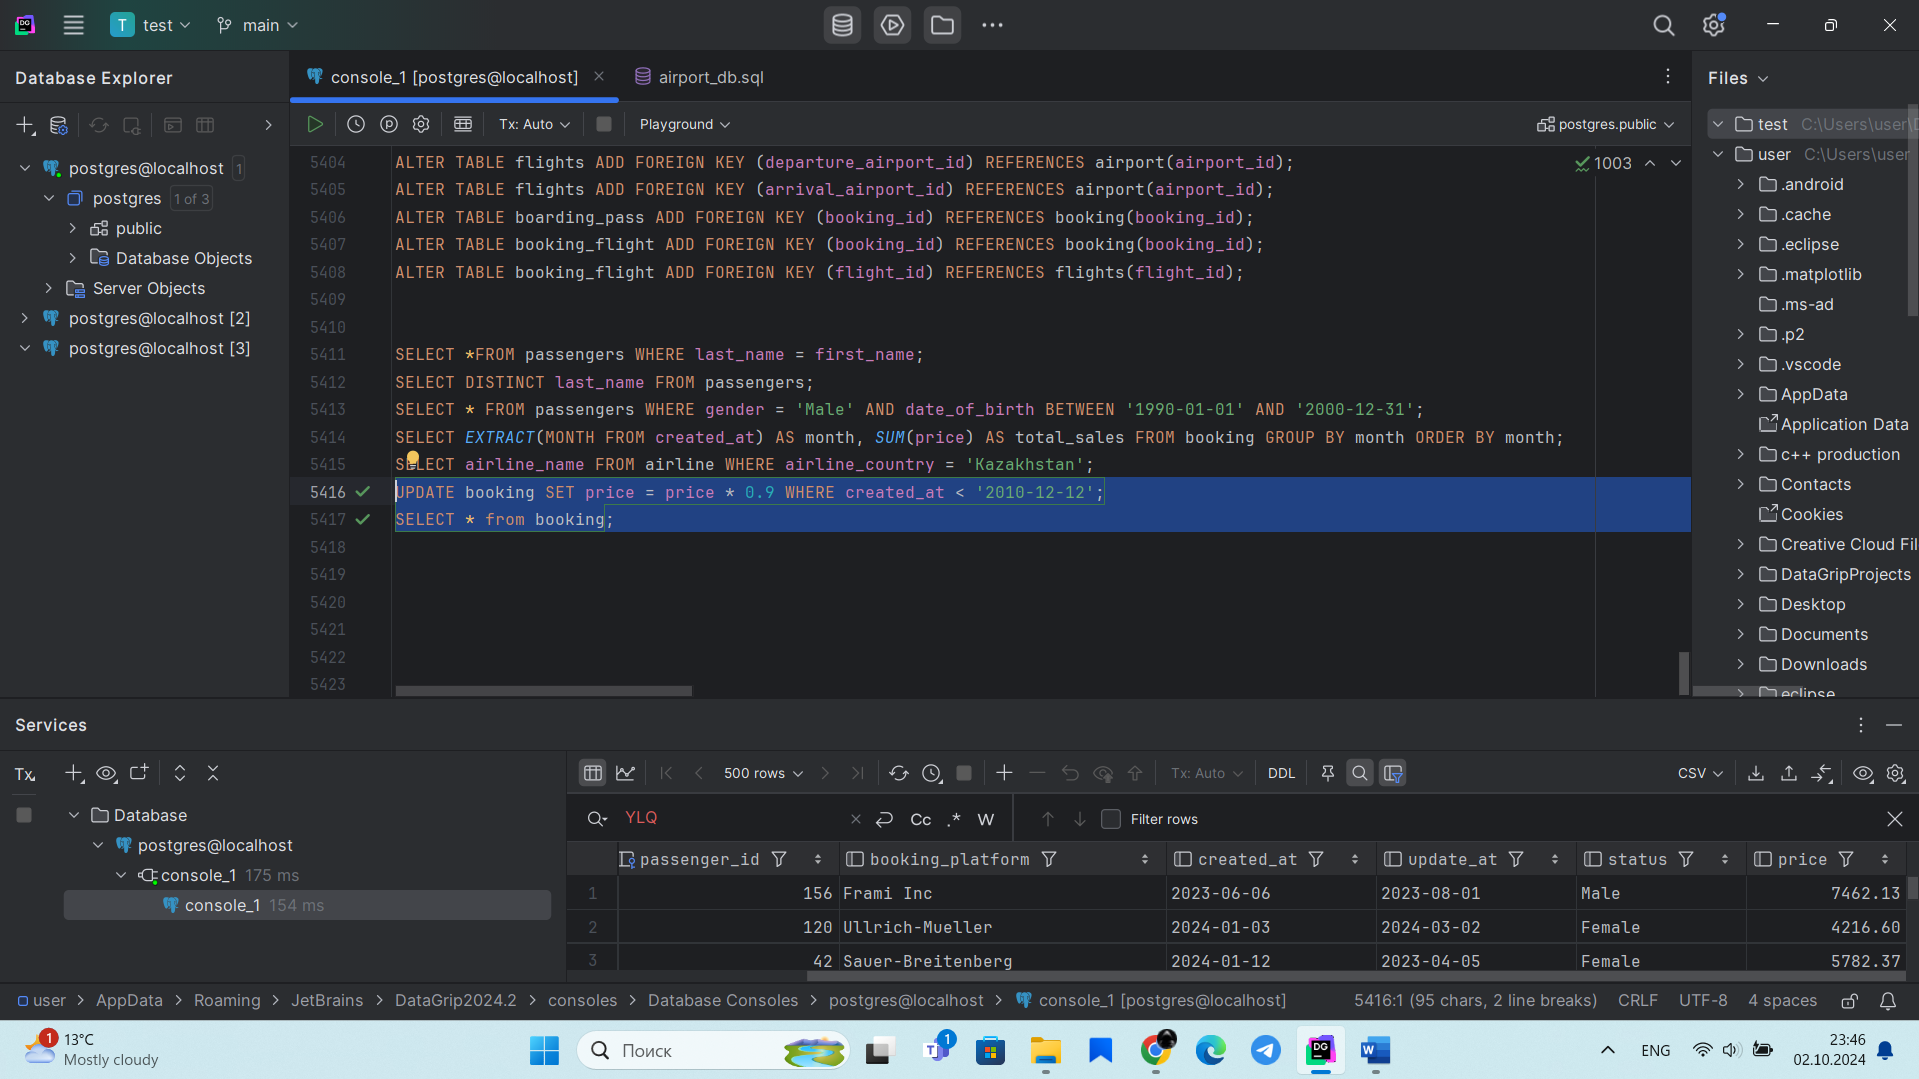 T test main
Database Explorer
console_1 [postgres@localhost]
airport_db.sql
Files
Tx: Auto
Playground
postgres.public
postgres@localhost 1
postgres 1 of 3
public
Database Objects
Server Objects
postgres@localhost [2]
postgres@localhost [3]
5404 ALTER TABLE flights ADD FOREIGN KEY (departure_airport_id) REFERENCES airport(airport_id);
5405 ALTER TABLE flights ADD FOREIGN KEY (arrival_airport_id) REFERENCES airport(airport_id);
5406 ALTER TABLE boarding_pass ADD FOREIGN KEY (booking_id) REFERENCES booking(booking_id);
5407 ALTER TABLE booking_flight ADD FOREIGN KEY (booking_id) REFERENCES booking(booking_id);
5408 ALTER TABLE booking_flight ADD FOREIGN KEY (flight_id) REFERENCES flights(flight_id);
5409
5410
5411 SELECT *FROM passengers WHERE last_name = first_name;
5412 SELECT DISTINCT last_name FROM passengers;
5413 SELECT * FROM passengers WHERE gender = 'Male' AND date_of_birth BETWEEN '1990-01-01' AND '2000-12-31';
5414 SELECT EXTRACT(MONTH FROM created_at) AS month, SUM(price) AS total_sales FROM booking GROUP BY month ORDER BY month;
5415 SELECT airline_name FROM airline WHERE airline_country = 'Kazakhstan';
5416 UPDATE booking SET price = price * 0.9 WHERE created_at < '2010-12-12';
5417 SELECT * from booking;
5418
5419
5420
5421
5422
5423
1003
test C:\Users\user\
user C:\Users\user
.android
.cache
.eclipse
.matplotlib
.ms-ad
.p2
.vscode
AppData
Application Data
c++ production
Contacts
Cookies
Creative Cloud Fil
DataGripProjects
Desktop
Documents
Downloads
eclipse
Services
Tx
Database
postgres@localhost
console_1 175 ms
console_1 154 ms
500 rows
Tx: Auto
DDL
CSV
YLQ
Cc .* W
Filter rows
passenger_id booking_platform created_at update_at status price
1 156 Frami Inc 2023-06-06 2023-08-01 Male 7462.13
2 120 Ullrich-Mueller 2024-01-03 2024-03-02 Female 4216.60
3 42 Sauer-Breitenberg 2024-01-12 2023-04-05 Female 5782.37
user > AppData > Roaming > JetBrains > DataGrip2024.2 > consoles > Database Consoles > postgres@localhost > console_1 [postgres@localhost]
5416:1 (95 chars, 2 line breaks) CRLF UTF-8 4 spaces
1
13°C
Mostly cloudy
Поиск
1
DG
ENG
23:46
02.10.2024